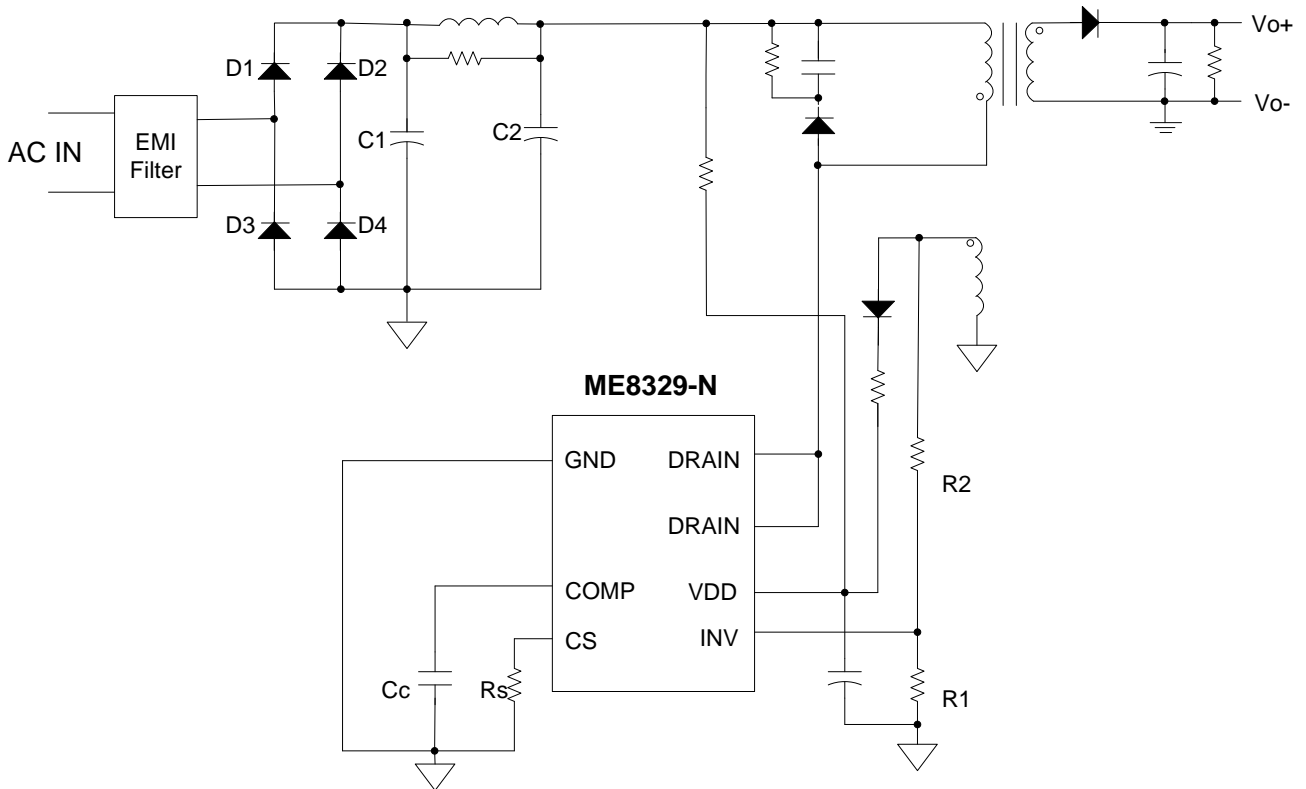 Vo+
D1
D2
EMI
Filter
AC IN
C1
C2
Vo-
D3
D4
ME8329-N
GND
DRAIN
R2
DRAIN
COMP
VDD
CS
INV
Cc
Rs
R1